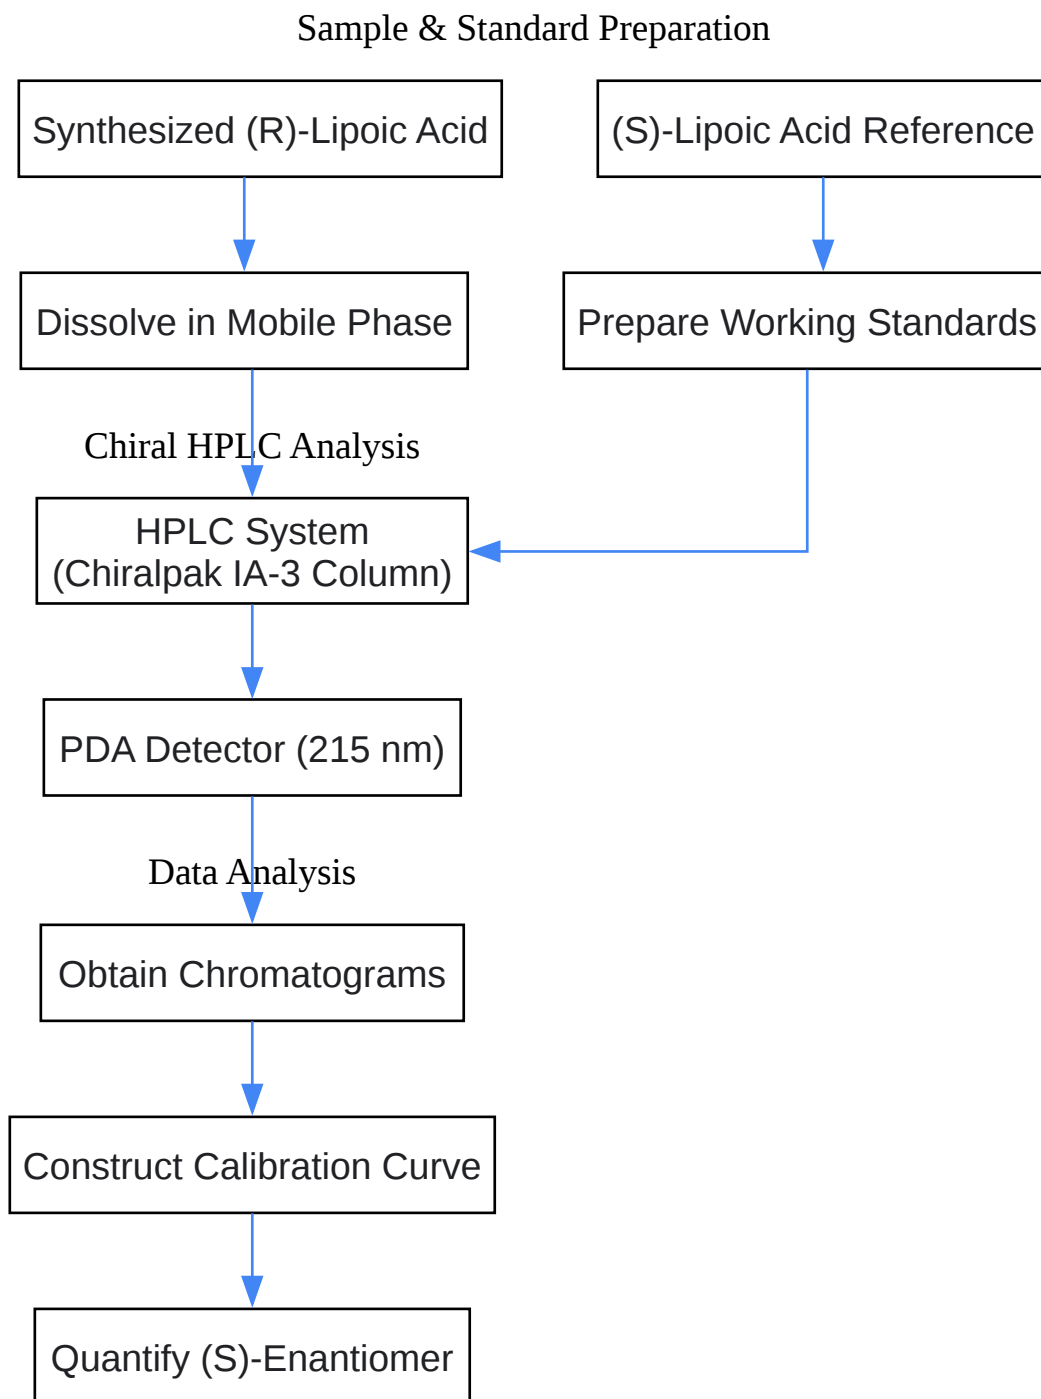 Sample & Standard Preparation
Synthesized (R)-Lipoic Acid
(S)-Lipoic Acid Reference
Dissolve in Mobile Phase
Prepare Working Standards
Chiral HPLC Analysis
HPLC System
(Chiralpak IA-3 Column)
PDA Detector (215 nm)
Data Analysis
Obtain Chromatograms
Construct Calibration Curve
Quantify (S)-Enantiomer